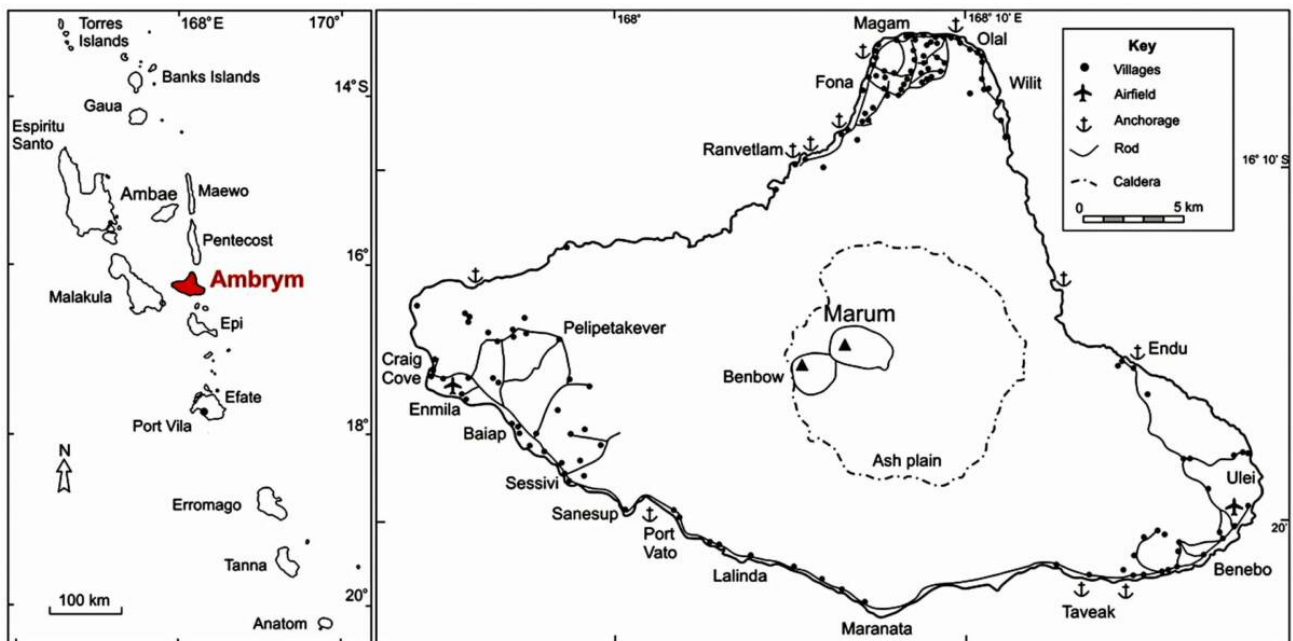 168°E
170°
Torres
Islands
Banks Islands
14°S
Gaua
Espiritu
Santo
Ambae
Maewo
Pentecost
16°
Ambrym
Malakula
Epi
Efate
18°
Port Vila
N
Erromago
Tanna
100 km
20°
Anatom
168°
168° 10' E
Magam
Olal
Fona
Wilit
Ranvetlam
Key
Villages
Airfield
Anchorage
Rod
Caldera
0
5 km
16° 10' S
Marum
Benbow
Ash plain
Pelipetakever
Craig
Cove
Enmila
Baiap
Sessivi
Sanesup
Port
Vato
Lalinda
Maranata
Endu
Ulei
20'
Benebo
Taveak